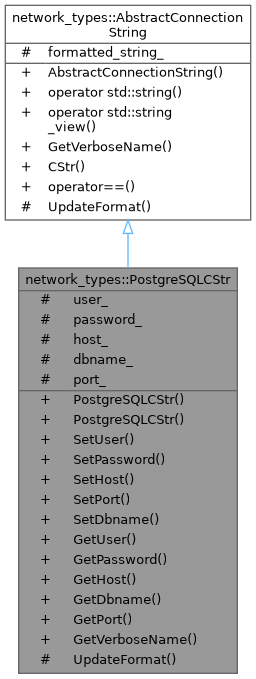 network_types::AbstractConnection
String
# formatted_string_
+ AbstractConnectionString()
+ operator std::string()
+ operator std::string
_view()
+ GetVerboseName()
+ CStr()
+ operator==()
# UpdateFormat()
network_types::PostgreSQLCStr
# user_
# password_
# host_
# dbname_
# port_
+ PostgreSQLCStr()
+ PostgreSQLCStr()
+ SetUser()
+ SetPassword()
+ SetHost()
+ SetPort()
+ SetDbname()
+ GetUser()
+ GetPassword()
+ GetHost()
+ GetDbname()
+ GetPort()
+ GetVerboseName()
# UpdateFormat()